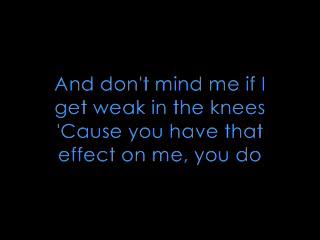 And don't mind me if I
get weak in the knees
'Cause you have that
effect on me, you do